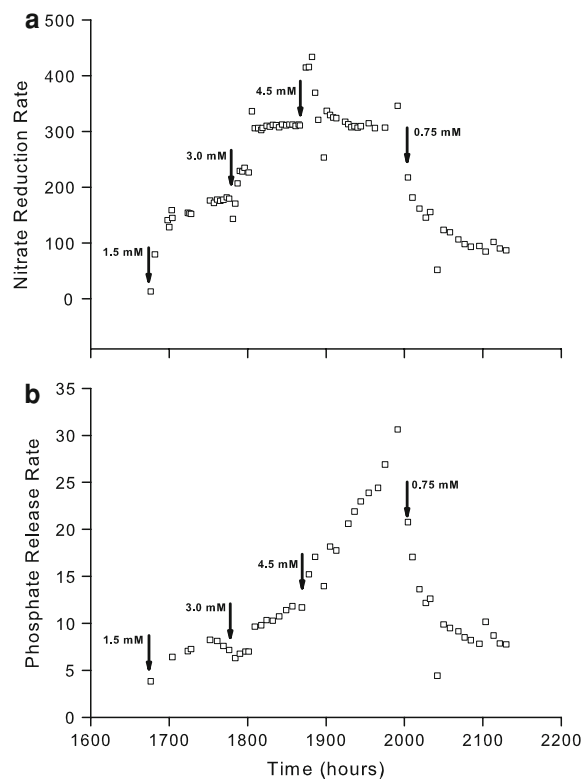 a
500
400
300
200
100
0
Nitrate Reduction Rate
1.5 mM
3.0 mM
4.5 mM
0.75 mM
b
35
30
25
20
15
10
5
0
Phosphate Release Rate
1.5 mM
3.0 mM
4.5 mM
0.75 mM
1600 1700 1800 1900 2000 2100 2200
Time (hours)